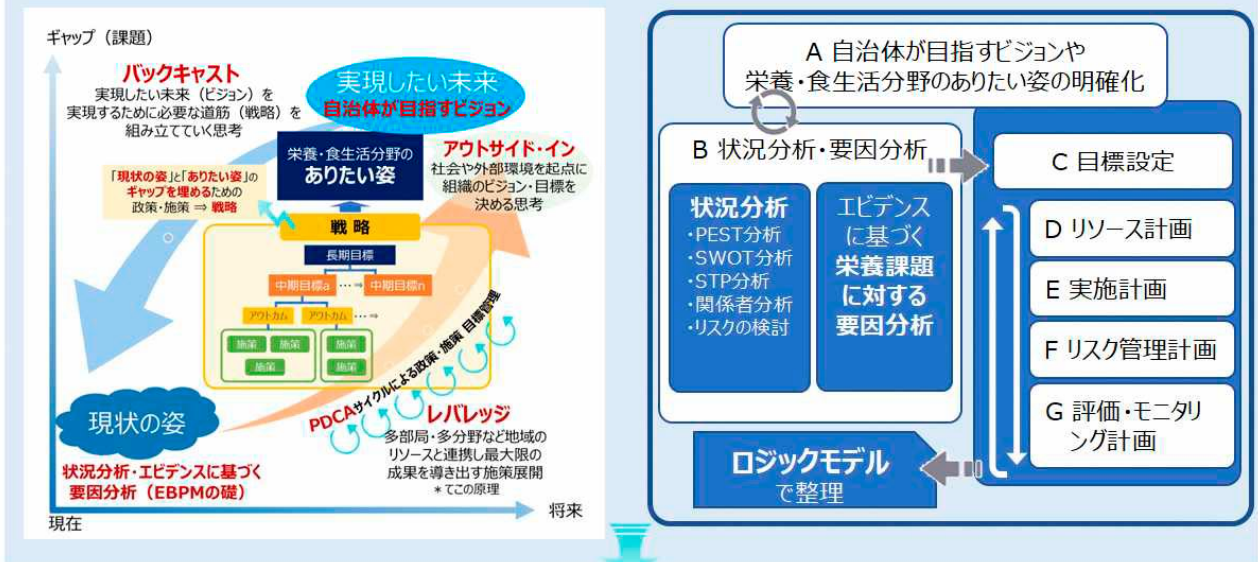 ギャップ（課題）
バックキャスト
実現したい未来（ビジョン）を
実現するために必要な道筋（戦略）を
組み立てていく思考
実現したい未来
自治体が目指すビジョン
栄養・食生活分野の
ありたい姿
アウトサイド・イン
社会や外部環境を起点に
組織のビジョン・目標を
決める思考
「現状の姿」と「ありたい姿」の
ギャップを埋めるための
政策・施策 ⇒ 戦略
戦 略
長期目標
中期目標a … ⇒ 中期目標n
アウトカム アウトカム …⇒
施策 施策 施策
施策 施策
PDCAサイクルによる政策・施策 目標管理
現状の姿
状況分析・エビデンスに基づく
要因分析（EBPMの礎）
レバレッジ
多部局・多分野など地域の
リソースと連携し最大限の
成果を導き出す施策展開
＊てこの原理
現在
将来
A 自治体が目指すビジョンや
栄養・食生活分野のありたい姿の明確化
B 状況分析・要因分析
状況分析
・PEST分析
・SWOT分析
・STP分析
・関係者分析
・リスクの検討
エビデンス
に基づく
栄養課題
に対する
要因分析
C 目標設定
D リソース計画
E 実施計画
F リスク管理計画
G 評価・モニタリ
ング計画
ロジックモデル
で整理